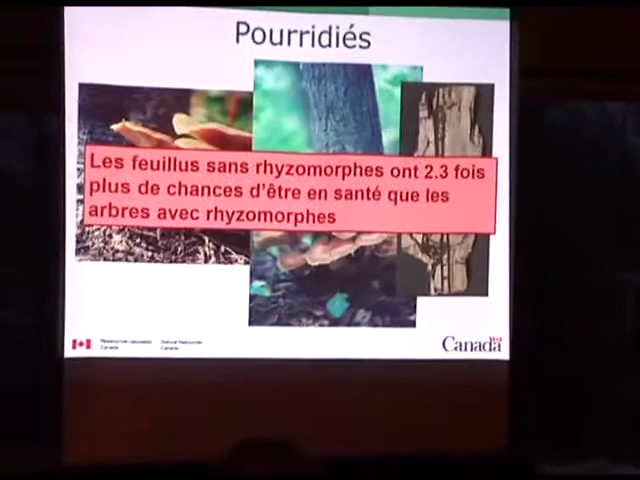 Pourridiés
Les feuillus sans rhyzomorphes ont 2.3 fois
plus de chances d'être en santé que les
arbres avec rhyzomorphes
Ressources naturelles Natural Resources
Canada Canada
Canada